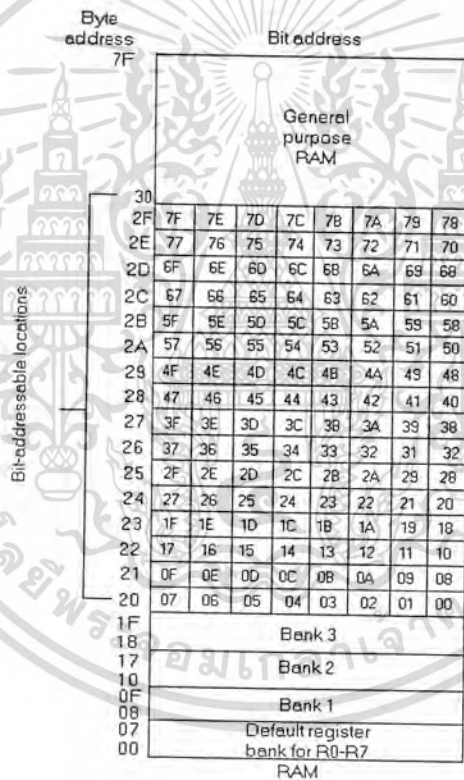 Byte
address
Bit address
7F
General
purpose
RAM
30
2F 7F 7E 7D 7C 7B 7A 79 78
2E 77 76 75 74 73 72 71 70
2D 6F 6E 6D 6C 6B 6A 69 68
2C 67 66 65 64 63 62 61 60
2B 5F 5E 5D 5C 5B 5A 59 58
2A 57 56 55 54 53 52 51 50
29 4F 4E 4D 4C 4B 4A 49 48
28 47 46 45 44 43 42 41 40
27 3F 3E 3D 3C 3B 3A 39 38
26 37 36 35 34 33 32 31 32
25 2F 2E 2D 2C 2B 2A 29 28
24 27 26 25 24 23 22 21 20
23 1F 1E 1D 1C 1B 1A 19 18
22 17 16 15 14 13 12 11 10
21 0F 0E 0D 0C 0B 0A 09 08
20 07 06 05 04 03 02 01 00
Bit-addressable locations
1F
18
Bank 3
17
10
Bank 2
0F
08
Bank 1
07
00
Default register
bank for R0-R7
RAM